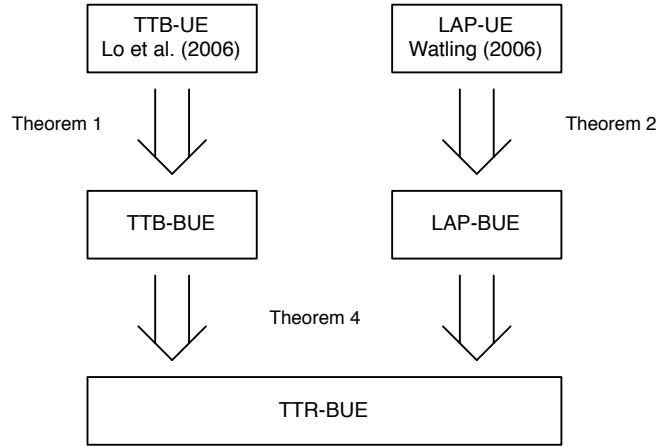 TTB-UE
Lo et al. (2006)
LAP-UE
Watling (2006)
Theorem 1
Theorem 2
TTB-BUE
LAP-BUE
Theorem 4
TTR-BUE